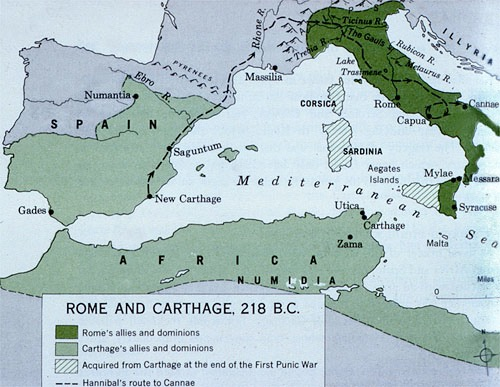 Rhone R.
Ticinus R.
The Gauls
Trebia R.
Rubicon R.
ILLYRIA
Metaurus R.
PYRENEES
Ebro R.
Massilia
Lake
Trasimene
Numantia
CORSICA
Rome
Cannae
Capua
SPAIN
Saguntum
SARDINIA
Aegates
Islands
Mylae
Messana
Mediterranean Sea
New Carthage
Gades
Utica
Carthage
Syracuse
Zama
Malta
AFRICA
NUMIDIA
0
Miles
N
ROME AND CARTHAGE, 218 B.C.
Rome's allies and dominions
Carthage's allies and dominions
Acquired from Carthage at the end of the First Punic War
Hannibal's route to Cannae